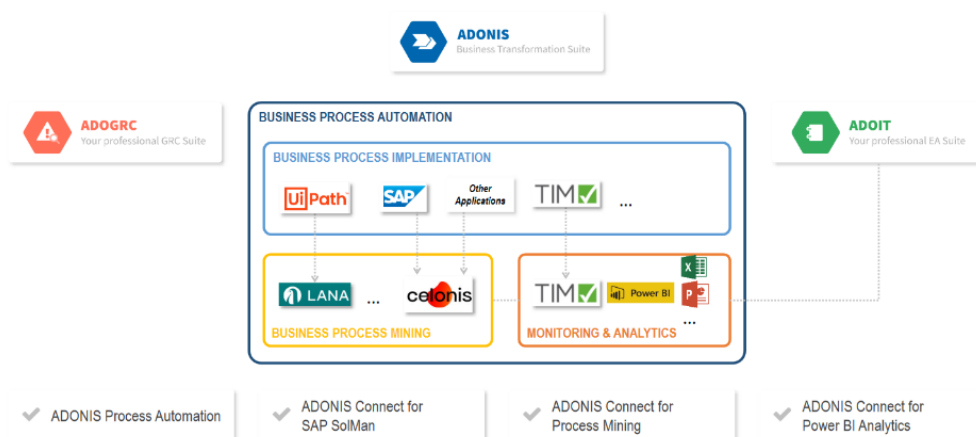 ADONIS
Business Transformation Suite
ADOGRC
Your professional GRC Suite
ADOIT
Your professional EA Suite
BUSINESS PROCESS AUTOMATION
BUSINESS PROCESS IMPLEMENTATION
UiPath
SAP
Other
Applications
TIM
...
LANA
...
celonis
TIM
Power BI
...
BUSINESS PROCESS MINING
MONITORING & ANALYTICS
ADONIS Process Automation
ADONIS Connect for
SAP SolMan
ADONIS Connect for
Process Mining
ADONIS Connect for
Power BI Analytics